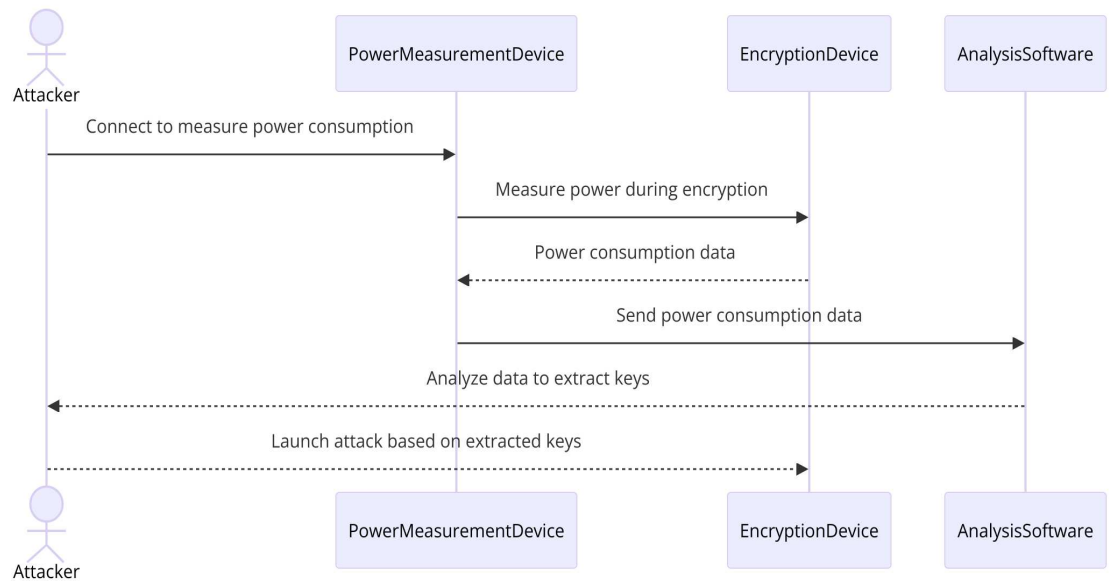 PowerMeasurementDevice
EncryptionDevice
AnalysisSoftware
Attacker
Connect to measure power consumption
Measure power during encryption
Power consumption data
Send power consumption data
Analyze data to extract keys
Launch attack based on extracted keys
PowerMeasurementDevice
EncryptionDevice
AnalysisSoftware
Attacker